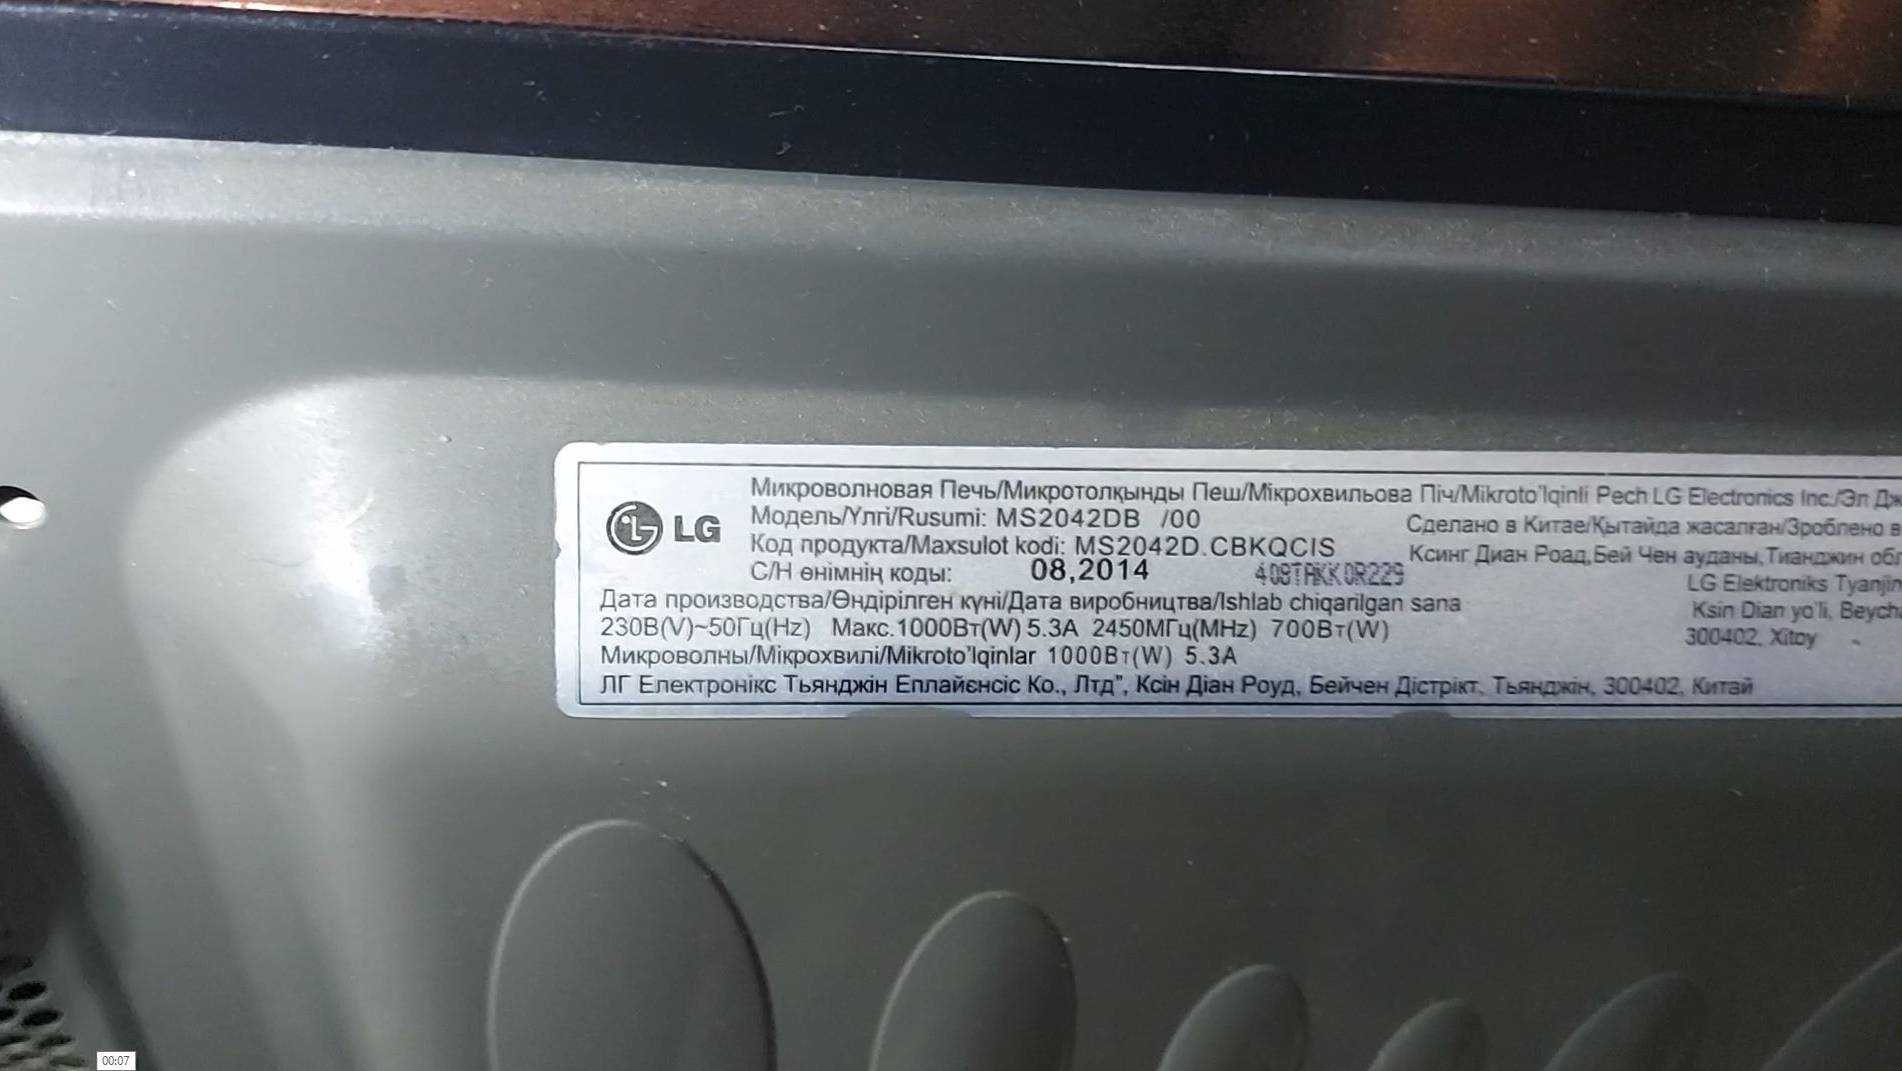 LG
Микроволновая Печь/Микротолқынды Пеш/Мікрохвильова Піч/Mikroto'lqinli Pech LG Electronics Inc./Эл Дж
Модель/Үлгі/Rusumi: MS2042DB /00
Сделано в Китае/Қытайда жасалған/Зроблено в
Код продукта/Maxsulot kodi: MS2042D.CBKQCIS
Ксинг Диан Роад,Бей Чен ауданы,Тианджин обл
С/Н өнімнің коды: 08,2014 408TAKK0R229
LG Elektroniks Tyanjin
Дата производства/Өндірілген күні/Дата виробництва/Ishlab chiqarilgan sana
Ksin Dian yo'li, Beycha
230В(V)~50Гц(Hz) Макс.1000Вт(W) 5.3А 2450МГц(MHz) 700Вт(W)
300402, Xitoy
Микроволны/Мікрохвилі/Mikroto'lqinlar 1000Вт(W) 5.3А
ЛГ Електронікс Тьянджін Еплайєнсіс Ко., Лтд", Ксін Діан Роуд, Бейчен Дістрікт, Тьянджін, 300402, Китай
00:07